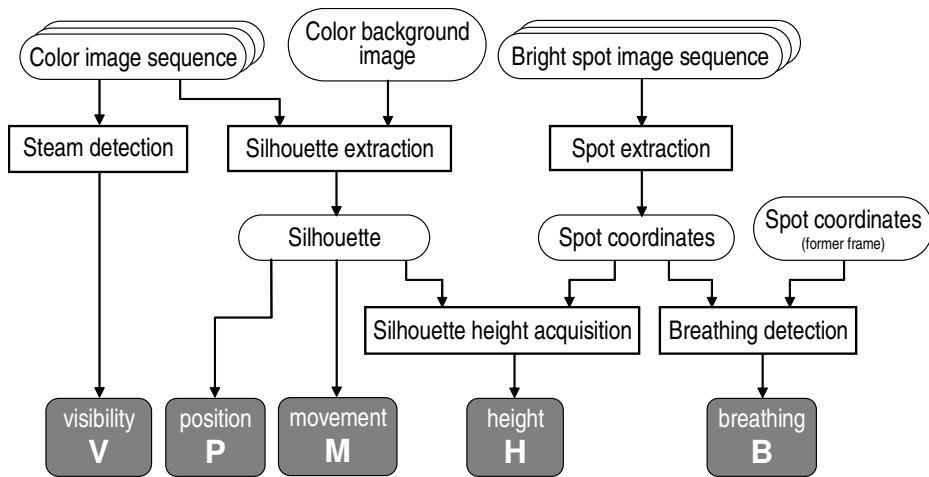 Color image sequence
Color background
image
Bright spot image sequence
Steam detection
Silhouette extraction
Spot extraction
Silhouette
Spot coordinates
Spot coordinates
(former frame)
Silhouette height acquisition
Breathing detection
visibility
V
position
P
movement
M
height
H
breathing
B